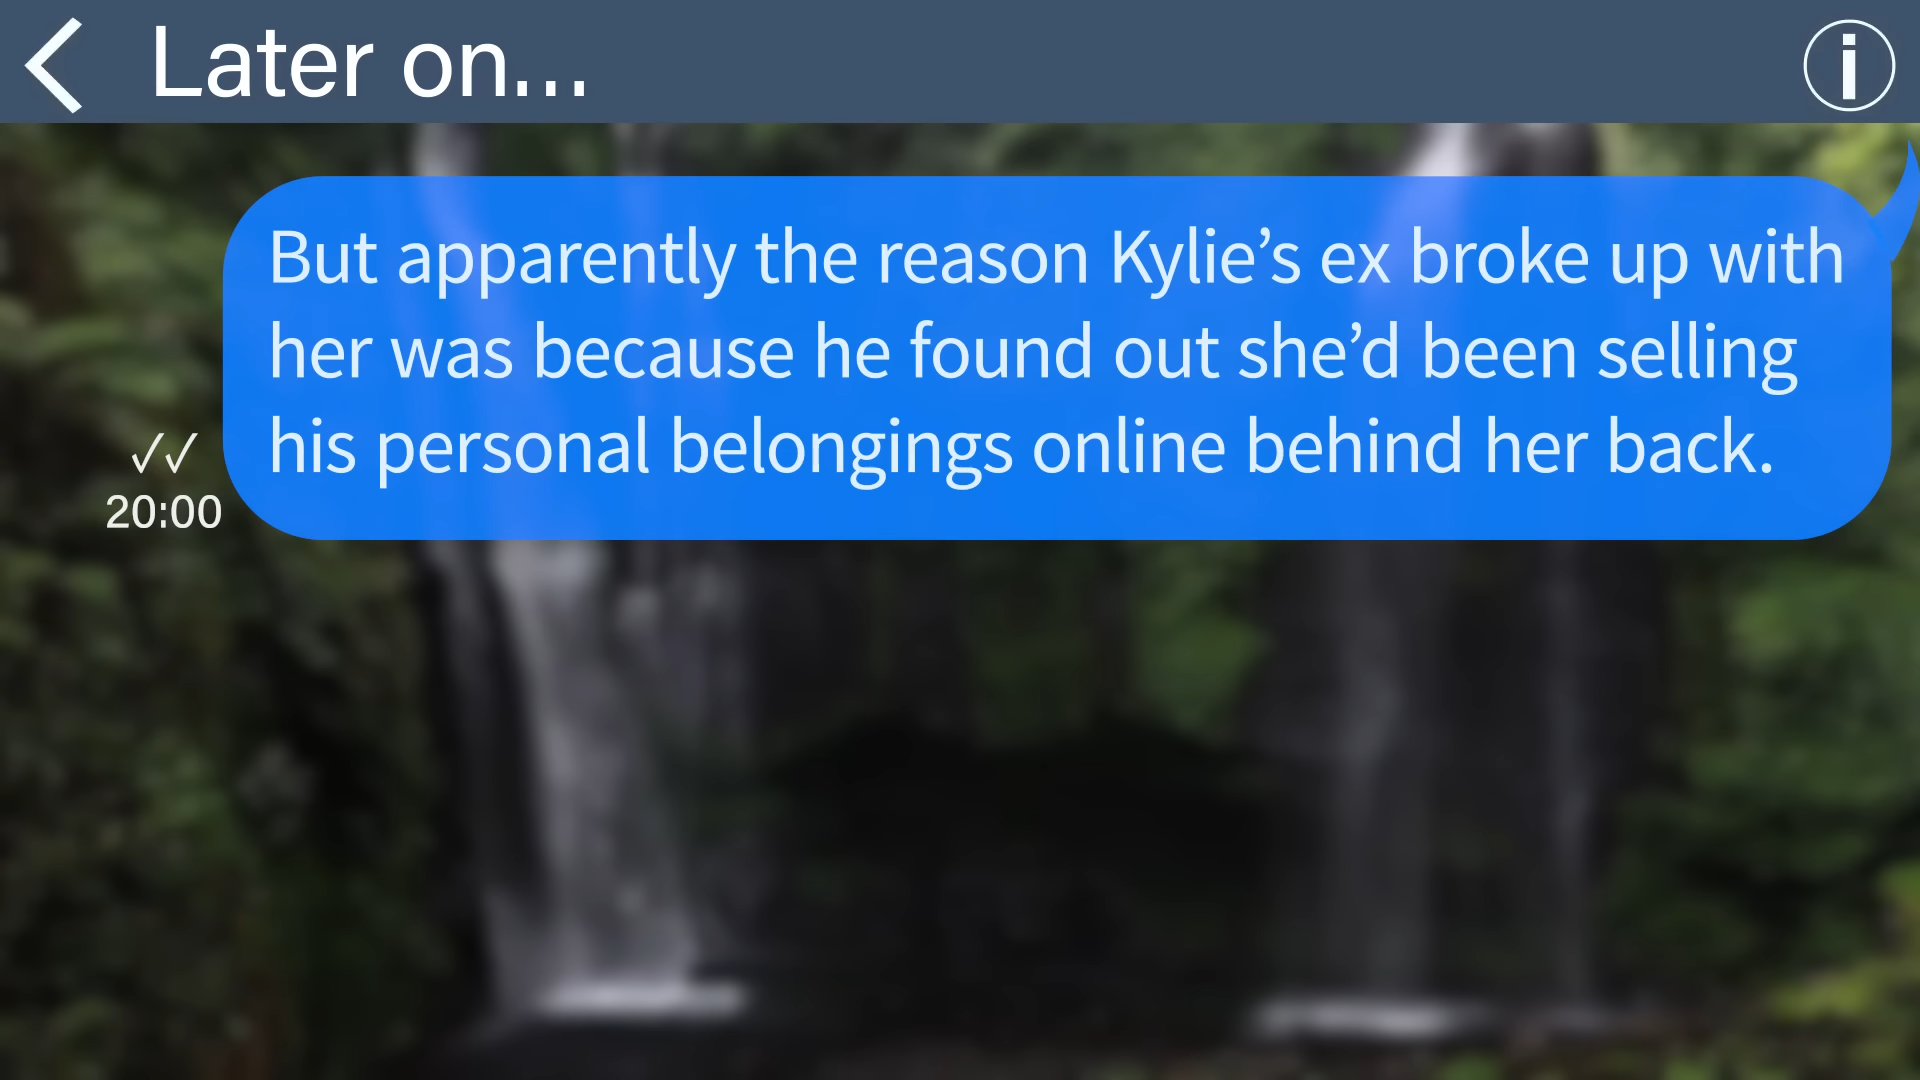 Later on...
But apparently the reason Kylie’s ex broke up with
her was because he found out she’d been selling
his personal belongings online behind her back.
✓✓
20:00